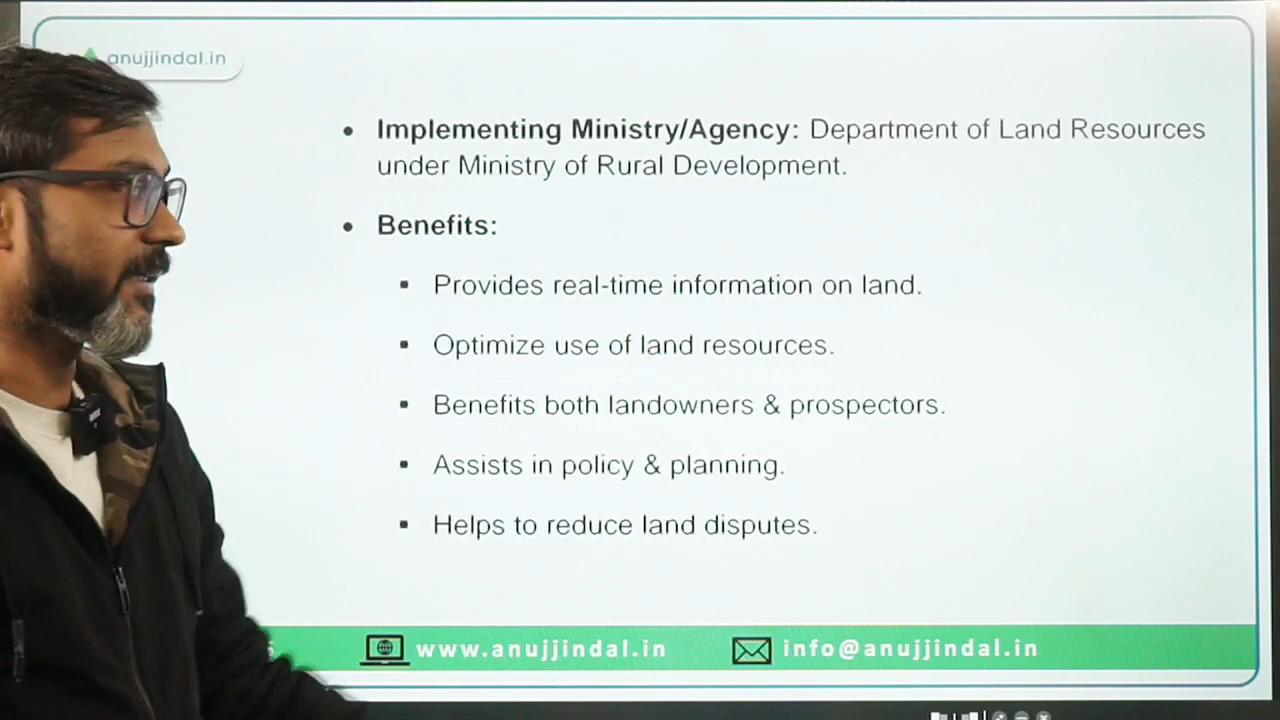 anujjindal.in
• Implementing Ministry/Agency: Department of Land Resources
under Ministry of Rural Development.
• Benefits:
▪ Provides real-time information on land.
▪ Optimize use of land resources.
▪ Benefits both landowners & prospectors.
▪ Assists in policy & planning.
▪ Helps to reduce land disputes.
www.anujjindal.in
info@anujjindal.in